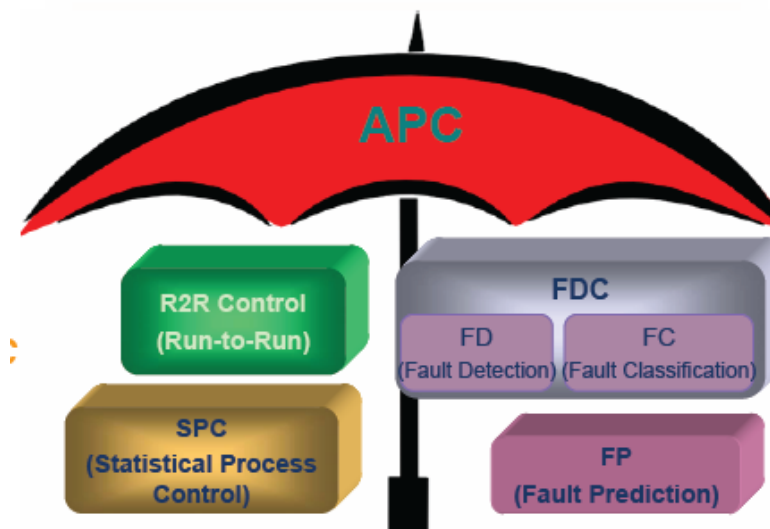 APC
R2R Control
(Run-to-Run)
FDC
FD
(Fault Detection)
FC
(Fault Classification)
SPC
(Statistical Process
Control)
FP
(Fault Prediction)